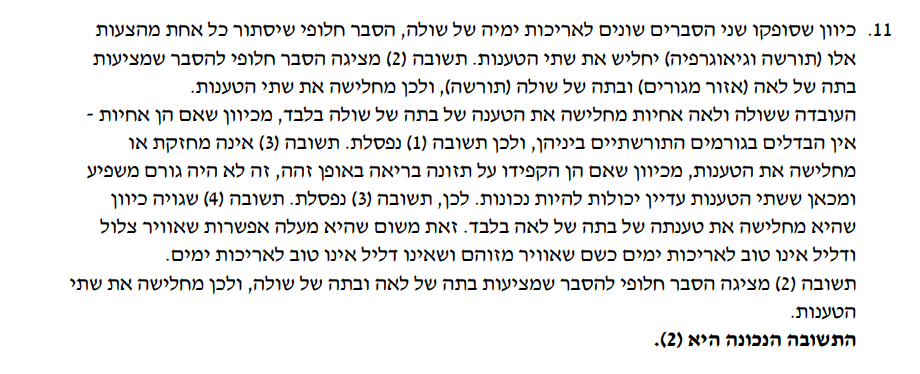 11. כיוון שסופקו שני הסברים שונים לאריכות ימיה של שולה, הסבר חלופי שיסתור כל אחת מהצעות
אלו (תורשה וגיאוגרפיה) יחליש את שתי הטענות. תשובה (2) מציגה הסבר חלופי להסבר שמציעות
בתה של לאה (אזור מגורים) ובתה של שולה (תורשה), ולכן מחלישה את שתי הטענות.
העובדה ששולה ולאה אחיות מחלישה את הטענה של בתה של שולה בלבד, מכיוון שאם הן אחיות -
אין הבדלים בגורמים התורשתיים ביניהן, ולכן תשובה (1) נפסלת. תשובה (3) אינה מחזקת או
מחלישה את הטענות, מכיוון שאם הן הקפידו על תזונה בריאה באופן זהה, זה לא היה גורם משפיע
ומכאן ששתי הטענות עדיין יכולות להיות נכונות. לכן, תשובה (3) נפסלת. תשובה (4) שגויה כיוון
שהיא מחלישה את טענתה של בתה של לאה בלבד. זאת משום שהיא מעלה אפשרות שאוויר צלול
ודליל אינו טוב לאריכות ימים כשם שאוויר מזוהם ושאינו דליל אינו טוב לאריכות ימים.
תשובה (2) מציגה הסבר חלופי להסבר שמציעות בתה של לאה ובתה של שולה, ולכן מחלישה את שתי
הטענות.
התשובה הנכונה היא (2).